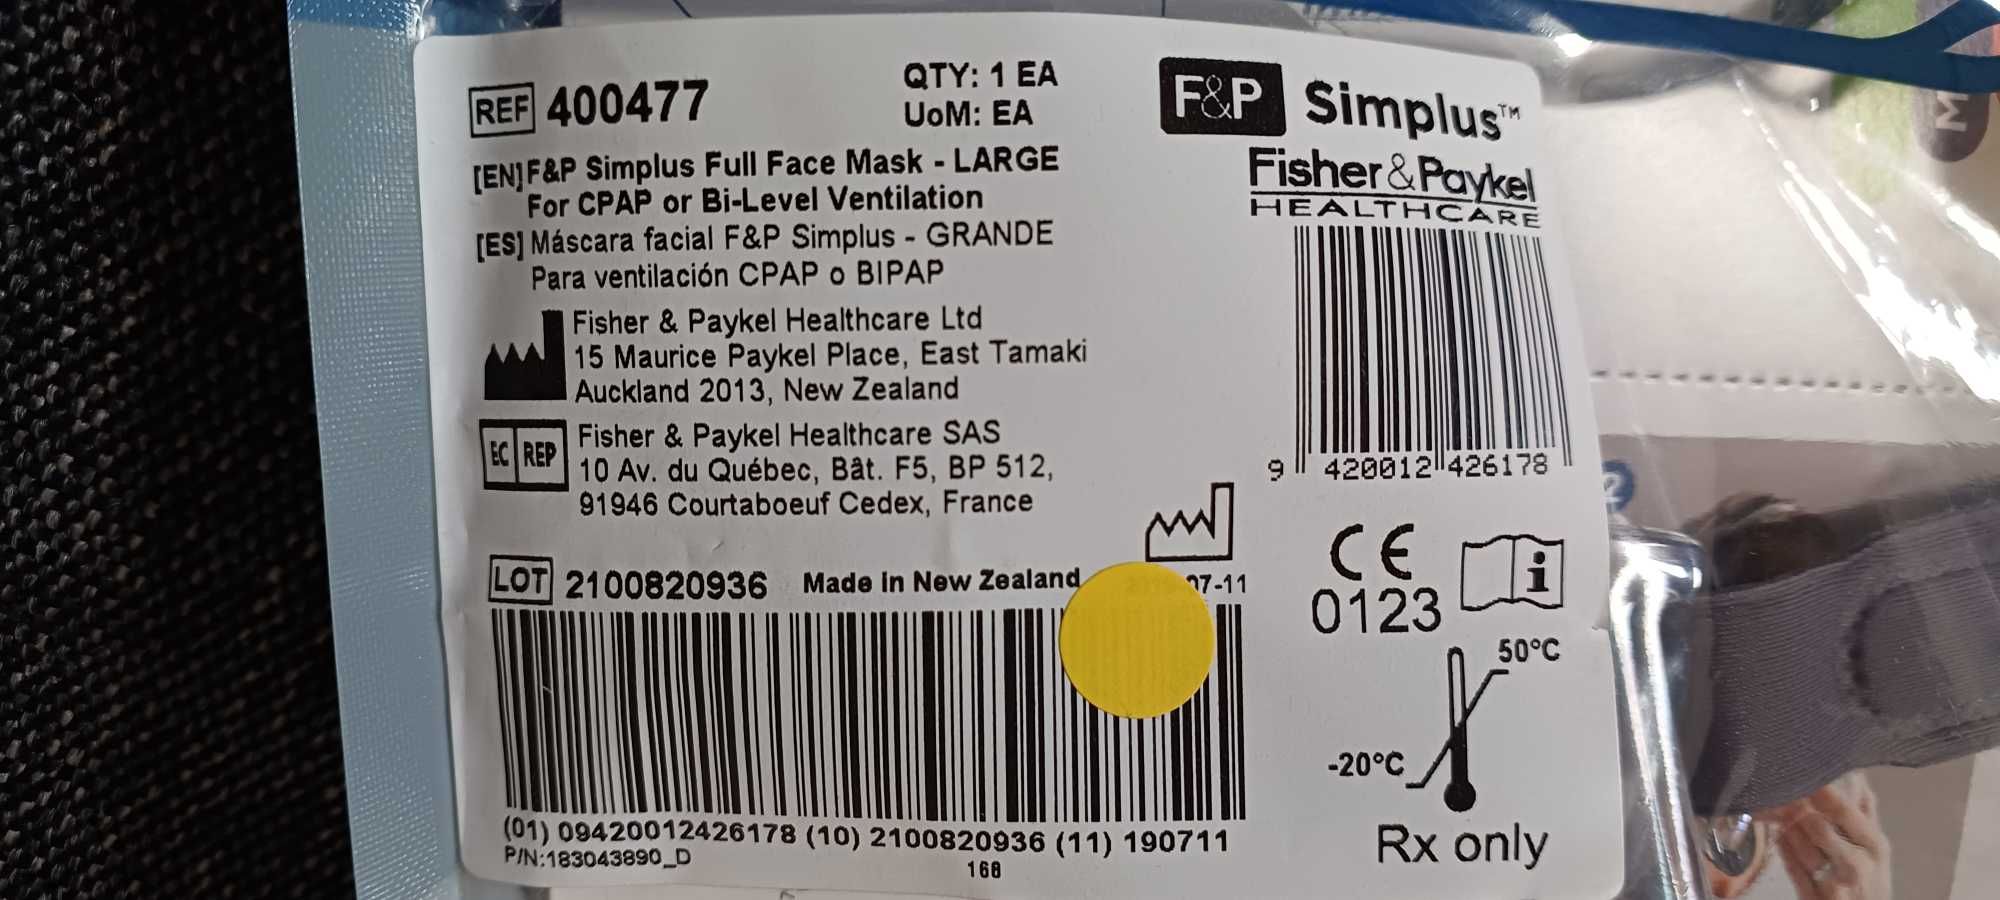 REF 400477
QTY: 1 EA
UoM: EA
[EN] F&P Simplus Full Face Mask - LARGE
For CPAP or Bi-Level Ventilation
[ES] Máscara facial F&P Simplus - GRANDE
Para ventilación CPAP o BIPAP
Fisher & Paykel Healthcare Ltd
15 Maurice Paykel Place, East Tamaki
Auckland 2013, New Zealand
EC REP
Fisher & Paykel Healthcare SAS
10 Av. du Québec, Bât. F5, BP 512,
91946 Courtaboeuf Cedex, France
LOT 2100820936 Made in New Zealand
07-11
(01) 09420012426178 (10) 2100820936 (11) 190711
P/N:183043890_D
168
F&P Simplus™
Fisher & Paykel
HEALTHCARE
9 420012 426178
CE
0123
i
50°C
-20°C
Rx only
M
2